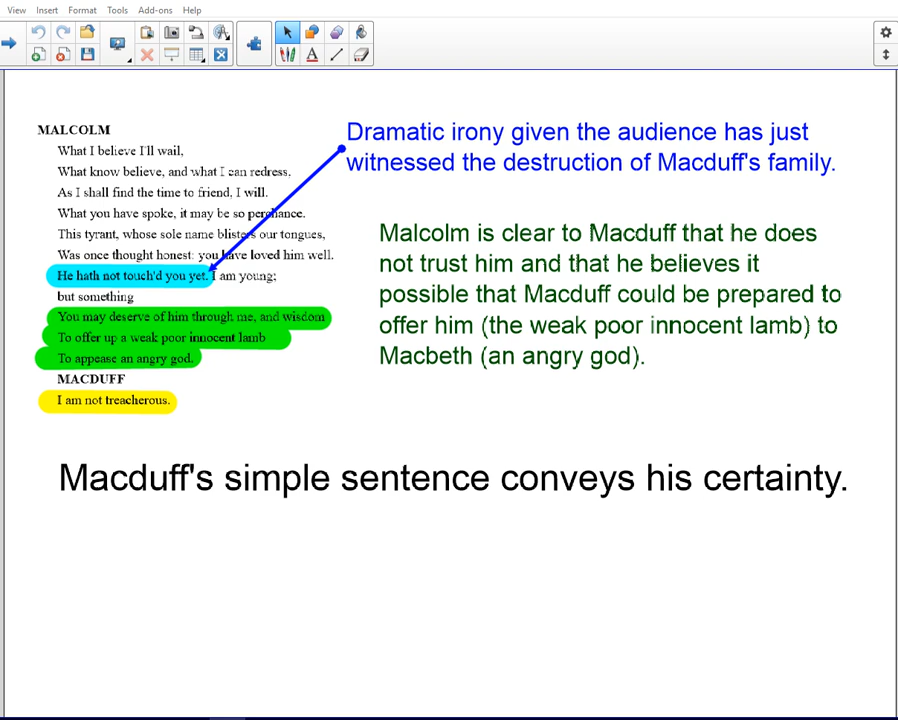 View Insert Format Tools Add-ons Help
MALCOLM
What I believe I'll wail,
What know believe, and what I can redress,
As I shall find the time to friend, I will.
What you have spoke, it may be so perchance.
This tyrant, whose sole name blisters our tongues,
Was once thought honest: you have loved him well.
He hath not touch'd you yet. I am young;
but something
You may deserve of him through me, and wisdom
To offer up a weak poor innocent lamb
To appease an angry god.
MACDUFF
I am not treacherous.
Dramatic irony given the audience has just
witnessed the destruction of Macduff's family.
Malcolm is clear to Macduff that he does
not trust him and that he believes it
possible that Macduff could be prepared to
offer him (the weak poor innocent lamb) to
Macbeth (an angry god).
Macduff's simple sentence conveys his certainty.